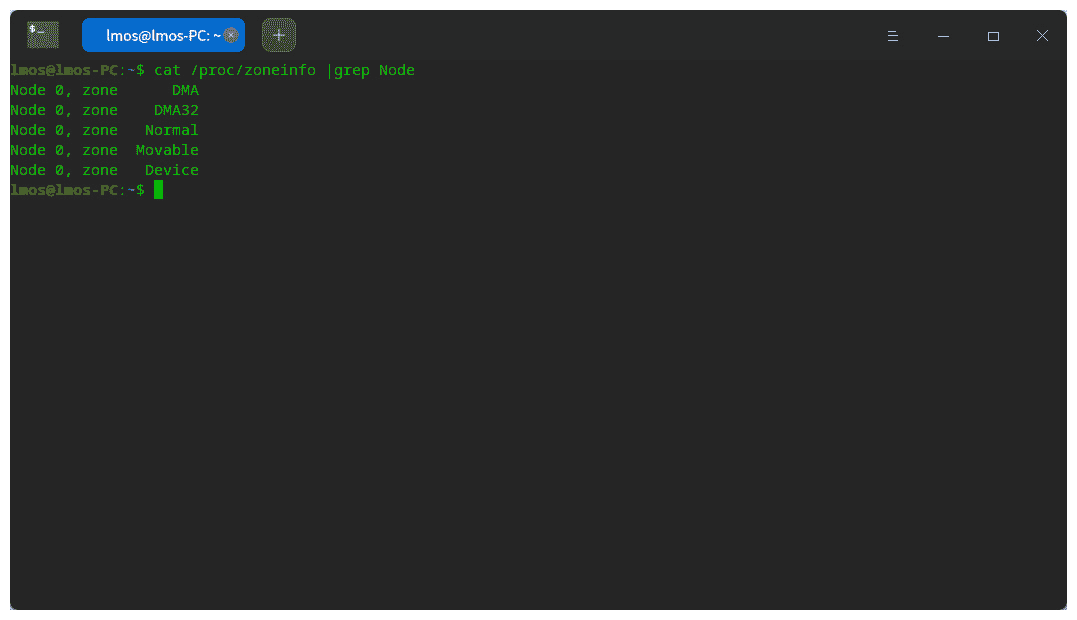 $_
lmos@lmos-PC: ~
lmos@lmos-PC:~$ cat /proc/zoneinfo |grep Node
Node 0, zone      DMA
Node 0, zone    DMA32
Node 0, zone   Normal
Node 0, zone  Movable
Node 0, zone   Device
lmos@lmos-PC:~$